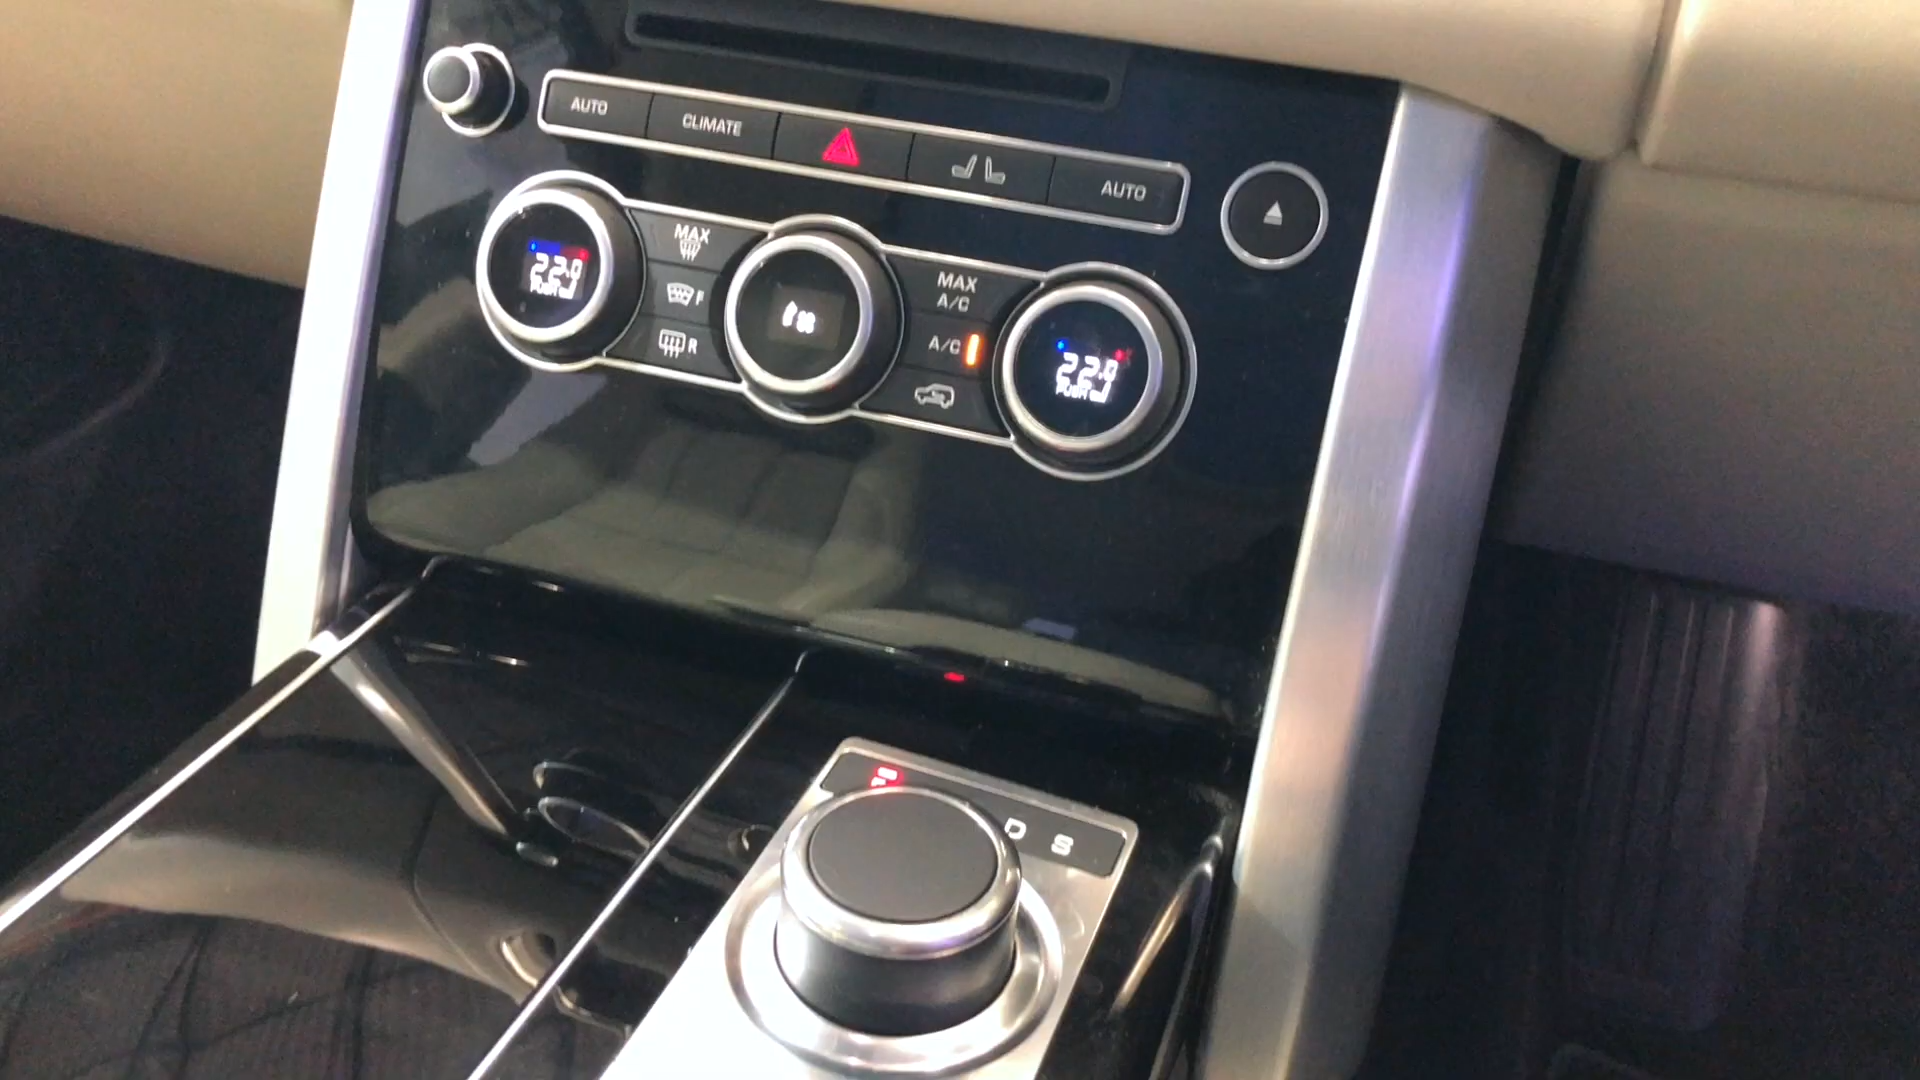 AUTO
CLIMATE
AUTO
MAX
F
R
22.0
PUSH
MAX
A/C
A/C
22.0
PUSH
P
D
S